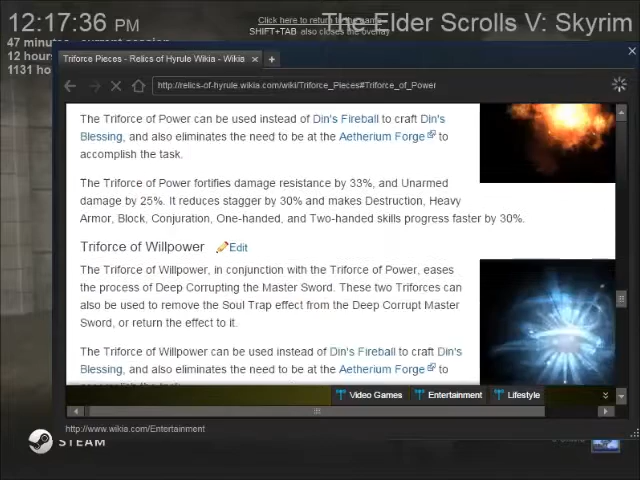 12:17:36 PM
Click here to return to the game
The Elder Scrolls V: Skyrim
SHIFT+TAB also closes the overlay
47 minutes - current session
12 hours
1131 ho
Triforce Pieces - Relics of Hyrule Wikia - Wikia
http://relics-of-hyrule.wikia.com/wiki/Triforce_Pieces#Triforce_of_Power
The Triforce of Power can be used instead of Din's Fireball to craft Din's
Blessing, and also eliminates the need to be at the Aetherium Forge to
accomplish the task.
The Triforce of Power fortifies damage resistance by 33%, and Unarmed
damage by 25%. It reduces stagger by 30% and makes Destruction, Heavy
Armor, Block, Conjuration, One-handed, and Two-handed skills progress faster by 30%.
Triforce of Willpower Edit
The Triforce of Willpower, in conjunction with the Triforce of Power, eases
the process of Deep Corrupting the Master Sword. These two Triforces can
also be used to remove the Soul Trap effect from the Deep Corrupt Master
Sword, or return the effect to it.
The Triforce of Willpower can be used instead of Din's Fireball to craft Din's
Blessing, and also eliminates the need to be at the Aetherium Forge to
accomplish the task.
Video Games Entertainment Lifestyle
http://www.wikia.com/Entertainment
STEAM